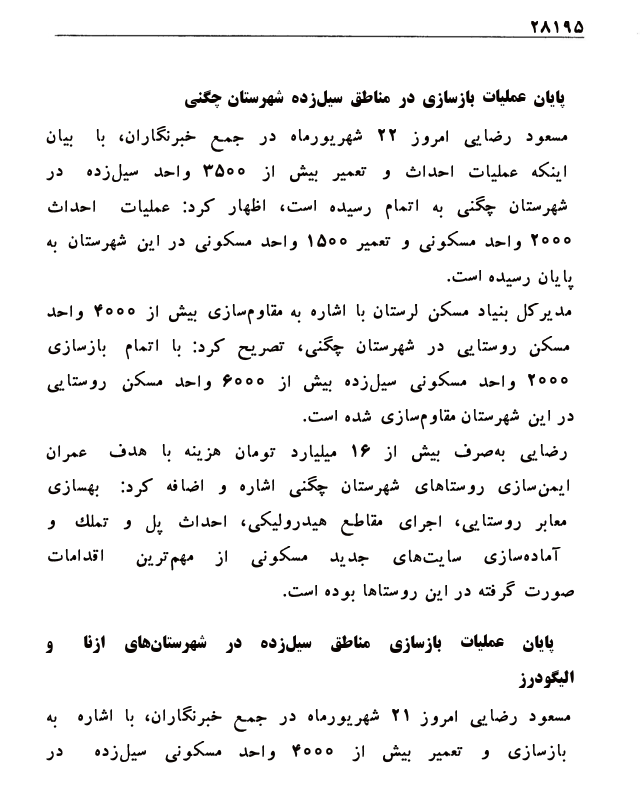 ۲۸۱۹۵
پایان عملیات بازسازی در مناطق سیل‌زده شهرستان چگنی
مسعود رضایی امروز ۲۲ شهریورماه در جمع خبرنگاران، با بیان
اینکه عملیات احداث و تعمیر بیش از ۳۵۰۰ واحد سیل‌زده در
شهرستان چگنی به اتمام رسیده است، اظهار کرد: عملیات احداث
۲۰۰۰ واحد مسکونی و تعمیر ۱۵۰۰ واحد مسکونی در این شهرستان به
پایان رسیده است.
مدیرکل بنیاد مسکن لرستان با اشاره به مقاوم‌سازی بیش از ۴۰۰۰ واحد
مسکن روستایی در شهرستان چگنی، تصریح کرد: با اتمام بازسازی
۲۰۰۰ واحد مسکونی سیل‌زده بیش از ۶۰۰۰ واحد مسکن روستایی
در این شهرستان مقاوم‌سازی شده است.
رضایی به‌صرف بیش از ۱۶ میلیارد تومان هزینه با هدف عمران
ایمن‌سازی روستاهای شهرستان چگنی اشاره و اضافه کرد: بهسازی
معابر روستایی، اجرای مقاطع هیدرولیکی، احداث پل و تملك و
آماده‌سازی سایت‌های جدید مسکونی از مهم‌ترین اقدامات
صورت گرفته در این روستاها بوده است.
پایان عملیات بازسازی مناطق سیل‌زده در شهرستان‌های ازنا و
الیگودرز
مسعود رضایی امروز ۲۱ شهریورماه در جمع خبرنگاران، با اشاره به
بازسازی و تعمیر بیش از ۴۰۰۰ واحد مسکونی سیل‌زده در